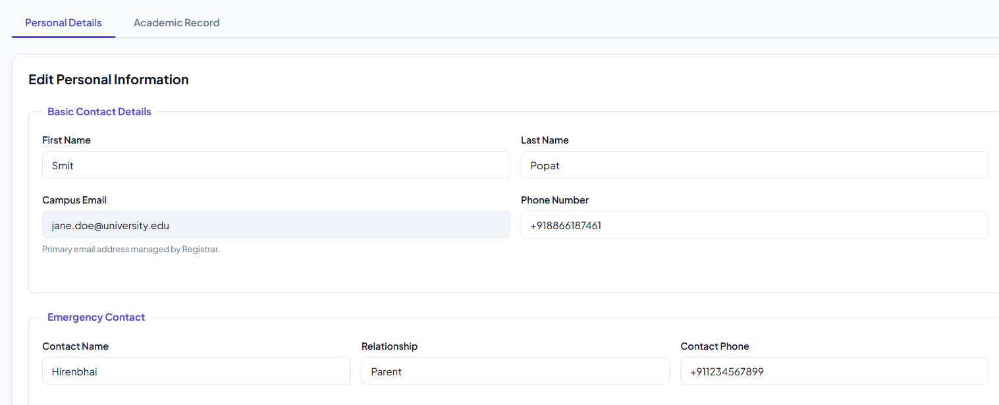 Personal Details Academic Record
Edit Personal Information
Basic Contact Details
First Name Last Name
Smit Popat
Campus Email Phone Number
jane.doe@university.edu +918866187461
Primary email address managed by Registrar.
Emergency Contact
Contact Name Relationship Contact Phone
Hirenbhai Parent +911234567899